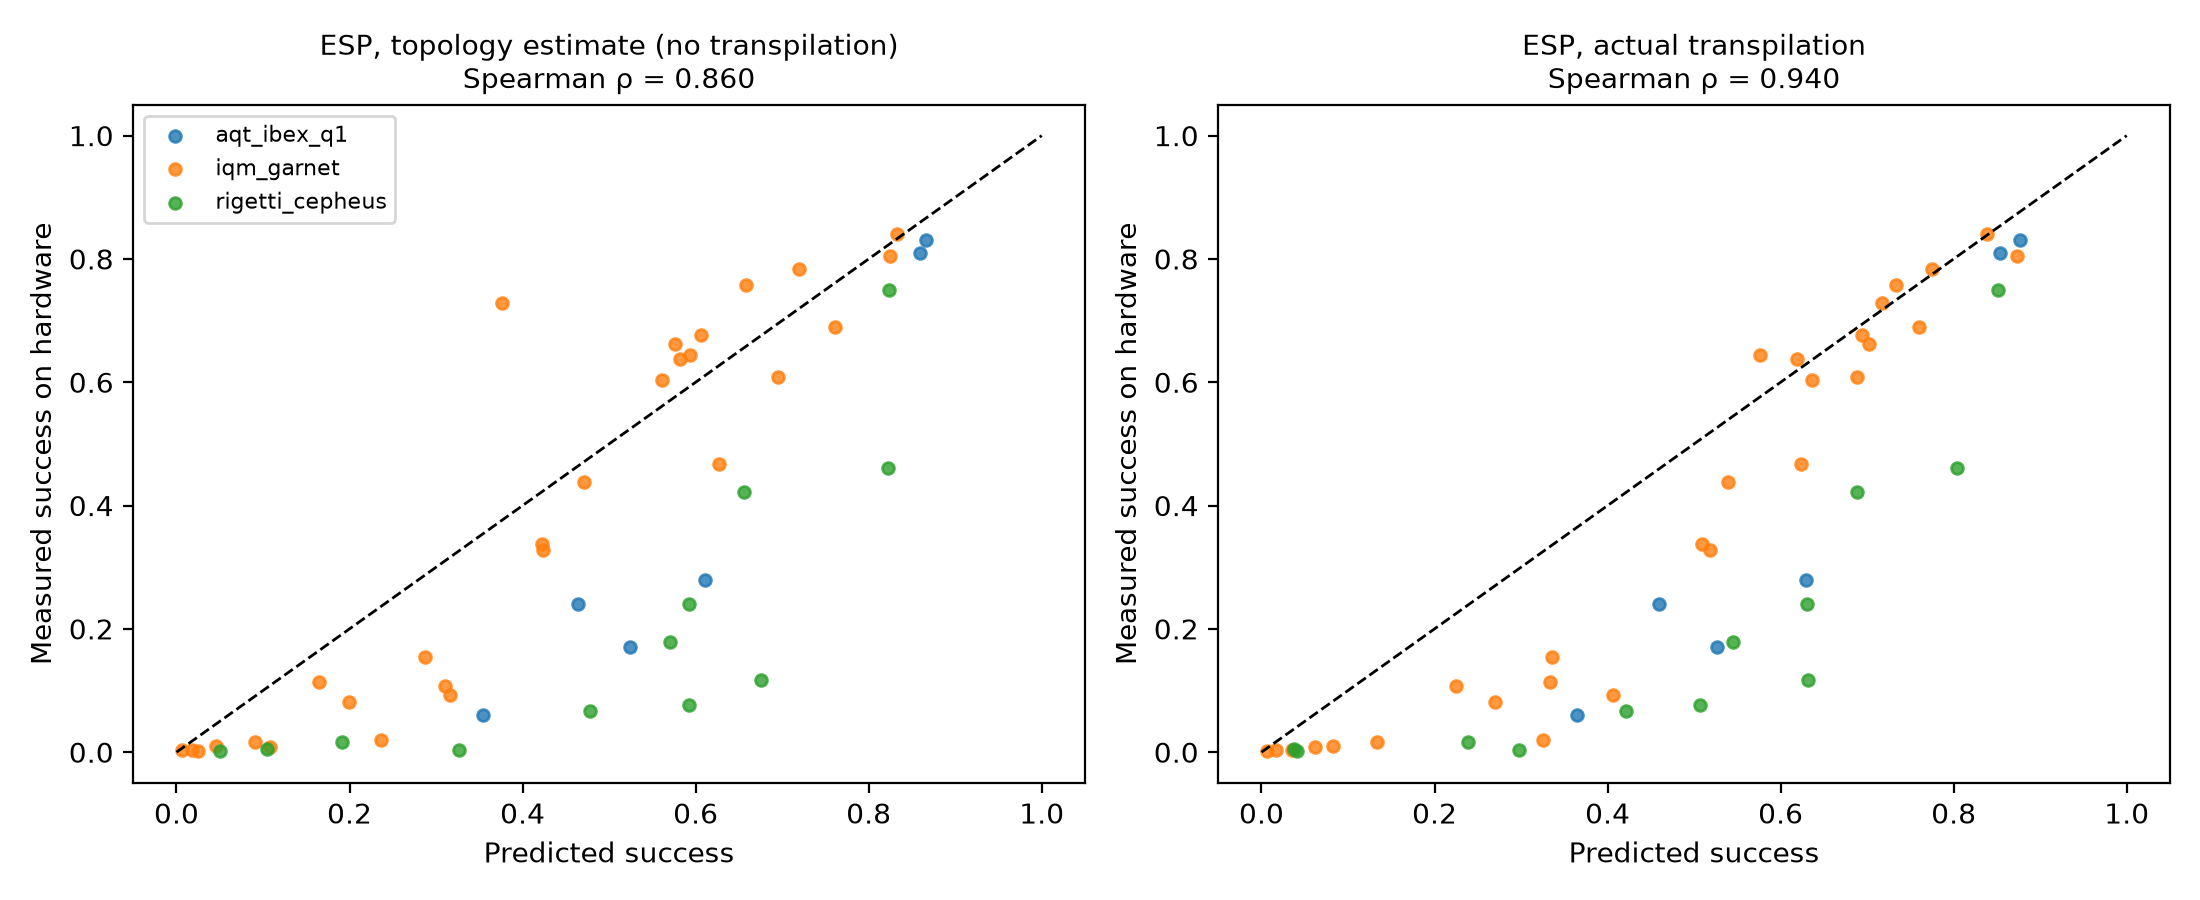 ESP, topology estimate (no transpilation)
Spearman ρ = 0.860
1.0
0.8
0.6
0.4
0.2
0.0
Measured success on hardware
aqt_ibex_q1
iqm_garnet
rigetti_cepheus
0.0 0.2 0.4 0.6 0.8 1.0
Predicted success
ESP, actual transpilation
Spearman ρ = 0.940
1.0
0.8
0.6
0.4
0.2
0.0
Measured success on hardware
0.0 0.2 0.4 0.6 0.8 1.0
Predicted success